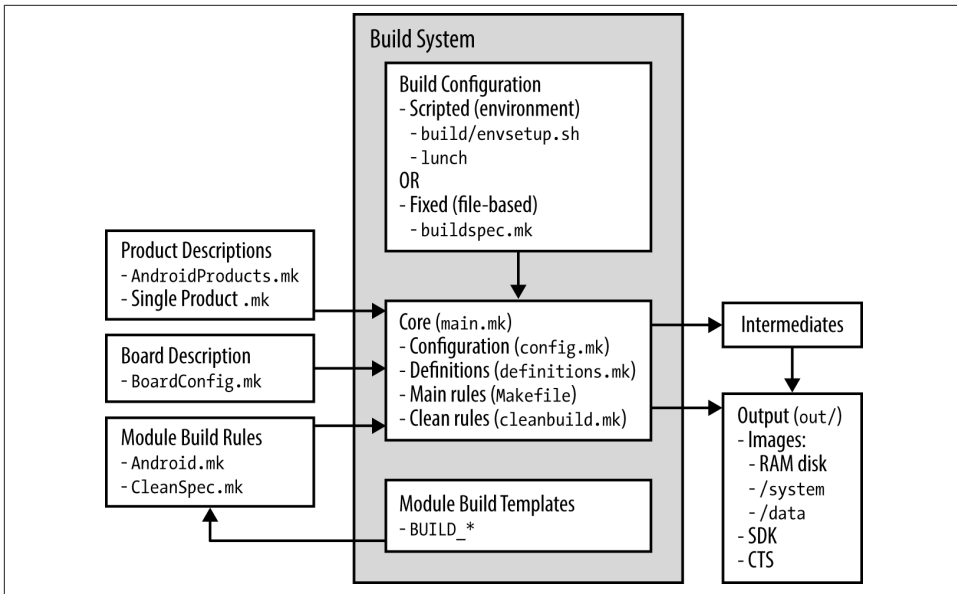 Build System
Build Configuration
- Scripted (environment)
- build/envsetup.sh
- lunch
OR
- Fixed (file-based)
- buildspec.mk
Product Descriptions
- AndroidProducts.mk
- Single Product .mk
Board Description
- BoardConfig.mk
Module Build Rules
- Android.mk
- CleanSpec.mk
Core (main.mk)
- Configuration (config.mk)
- Definitions (definitions.mk)
- Main rules (Makefile)
- Clean rules (cleanbuild.mk)
Module Build Templates
- BUILD_*
Intermediates
Output (out/)
- Images:
- RAM disk
- /system
- /data
- SDK
- CTS